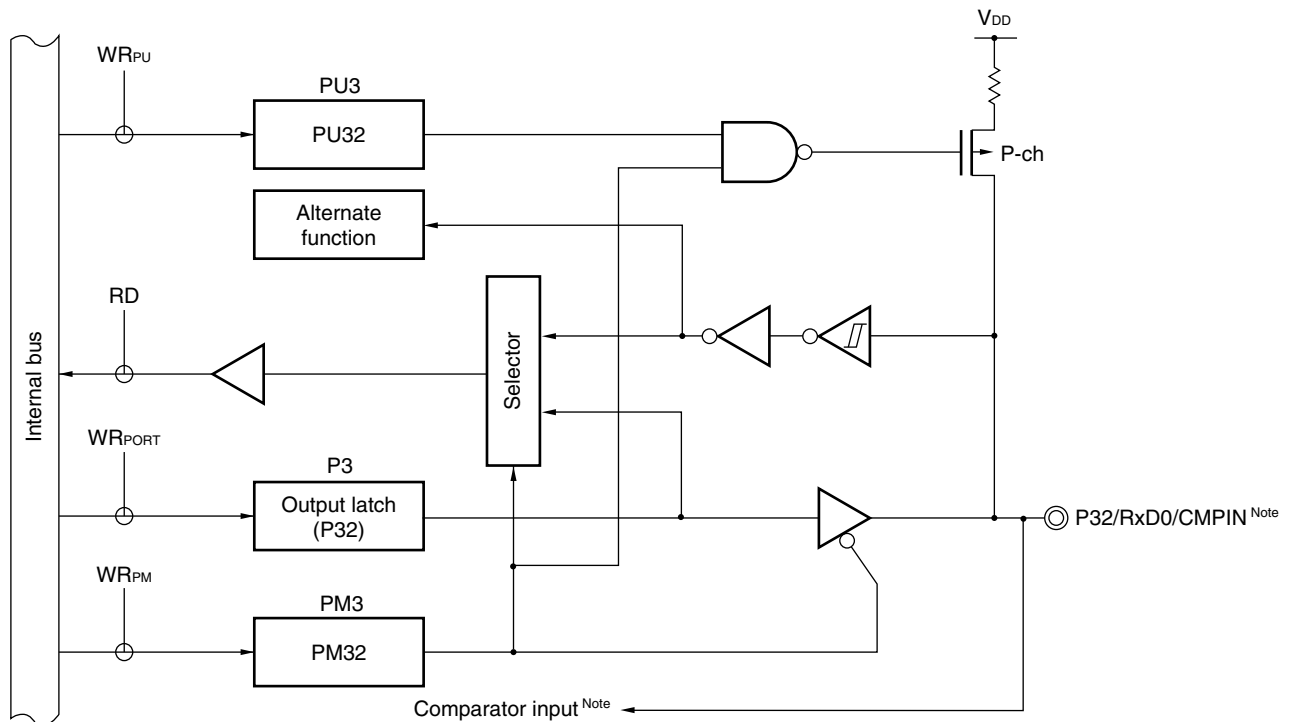 VDD
WRPU
PU3
PU32
P-ch
Alternate
function
RD
Selector
Internal bus
WRPORT
P3
Output latch
(P32)
P32/RxD0/CMPIN Note
WRPM
PM3
PM32
Comparator input Note